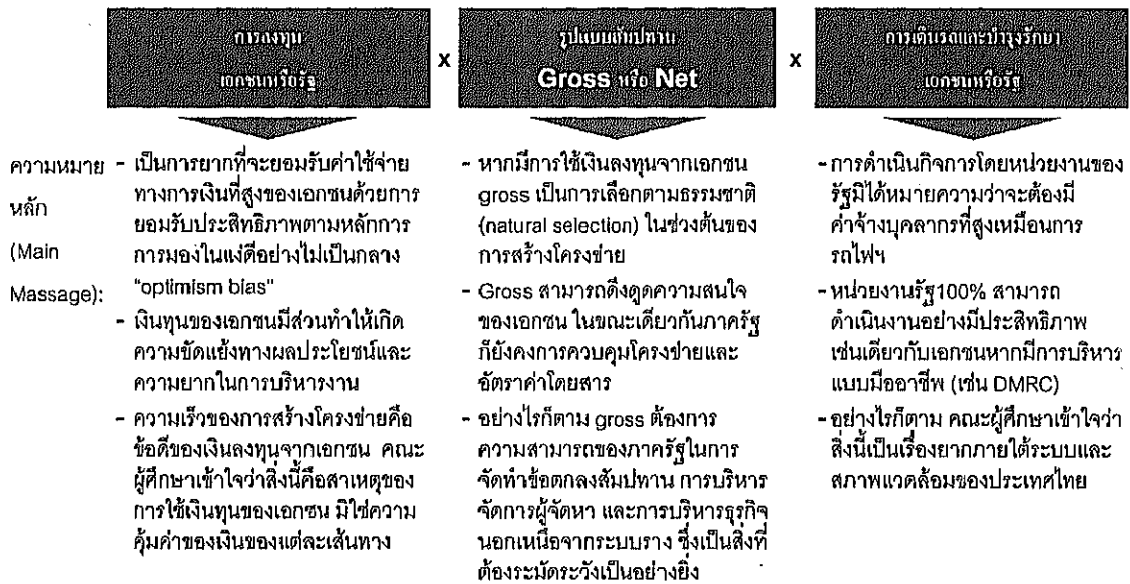 การลงทุน
เอกชนหรือรัฐ
x
รูปแบบสัมปทาน
Gross หรือ Net
x
การเดินรถและบำรุงรักษา
เอกชนหรือรัฐ
ความหมาย
หลัก
(Main
Massage):
- เป็นการยากที่จะยอมรับค่าใช้จ่าย
ทางการเงินที่สูงของเอกชนด้วยการ
ยอมรับประสิทธิภาพตามหลักการ
การมองในแง่ดีอย่างไม่เป็นกลาง
"optimism bias"
- เงินทุนของเอกชนมีส่วนทำให้เกิด
ความขัดแย้งทางผลประโยชน์และ
ความยากในการบริหารงาน
- ความเร็วของการสร้างโครงข่ายคือ
ข้อดีของเงินลงทุนจากเอกชน คณะ
ผู้ศึกษาเข้าใจว่าสิ่งนี้คือสาเหตุของ
การใช้เงินทุนของเอกชน มิใช่ความ
คุ้มค่าของเงินของแต่ละเส้นทาง
- หากมีการใช้เงินลงทุนจากเอกชน
gross เป็นการเลือกตามธรรมชาติ
(natural selection) ในช่วงต้นของ
การสร้างโครงข่าย
- Gross สามารถดึงดูดความสนใจ
ของเอกชน ในขณะเดียวกันภาครัฐ
ก็ยังคงการควบคุมโครงข่ายและ
อัตราค่าโดยสาร
- อย่างไรก็ตาม gross ต้องการ
ความสามารถของภาครัฐในการ
จัดทำข้อตกลงสัมปทาน การบริหาร
จัดการผู้จัดหา และการบริหารธุรกิจ
นอกเหนือจากระบบราง ซึ่งเป็นสิ่งที่
ต้องระมัดระวังเป็นอย่างยิ่ง
- การดำเนินกิจการโดยหน่วยงานของ
รัฐมิได้หมายความว่าจะต้องมี
ค่าจ้างบุคลากรที่สูงเหมือนการ
รถไฟฯ
- หน่วยงานรัฐ100% สามารถ
ดำเนินงานอย่างมีประสิทธิภาพ
เช่นเดียวกับเอกชนหากมีการบริหาร
แบบมืออาชีพ (เช่น DMRC)
- อย่างไรก็ตาม คณะผู้ศึกษาเข้าใจว่า
สิ่งนี้เป็นเรื่องยากภายใต้ระบบและ
สภาพแวดล้อมของประเทศไทย